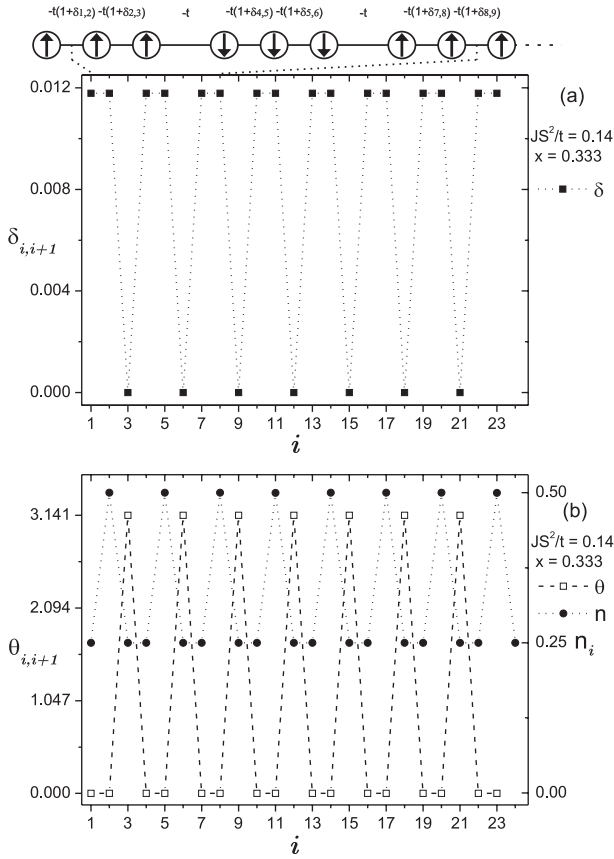 -t(1+δ1,2) -t(1+δ2,3) -t -t(1+δ4,5) -t(1+δ5,6) -t -t(1+δ7,8) -t(1+δ8,9)
0.012
0.008
0.004
0.000
δi,i+1
(a)
JS²/t = 0.14
x = 0.333
δ
1 3 5 7 9 11 13 15 17 19 21 23
i
3.141
2.094
1.047
0.000
θi,i+1
0.50
0.25
0.00
ni
(b)
JS²/t = 0.14
x = 0.333
θ
n
1 3 5 7 9 11 13 15 17 19 21 23
i